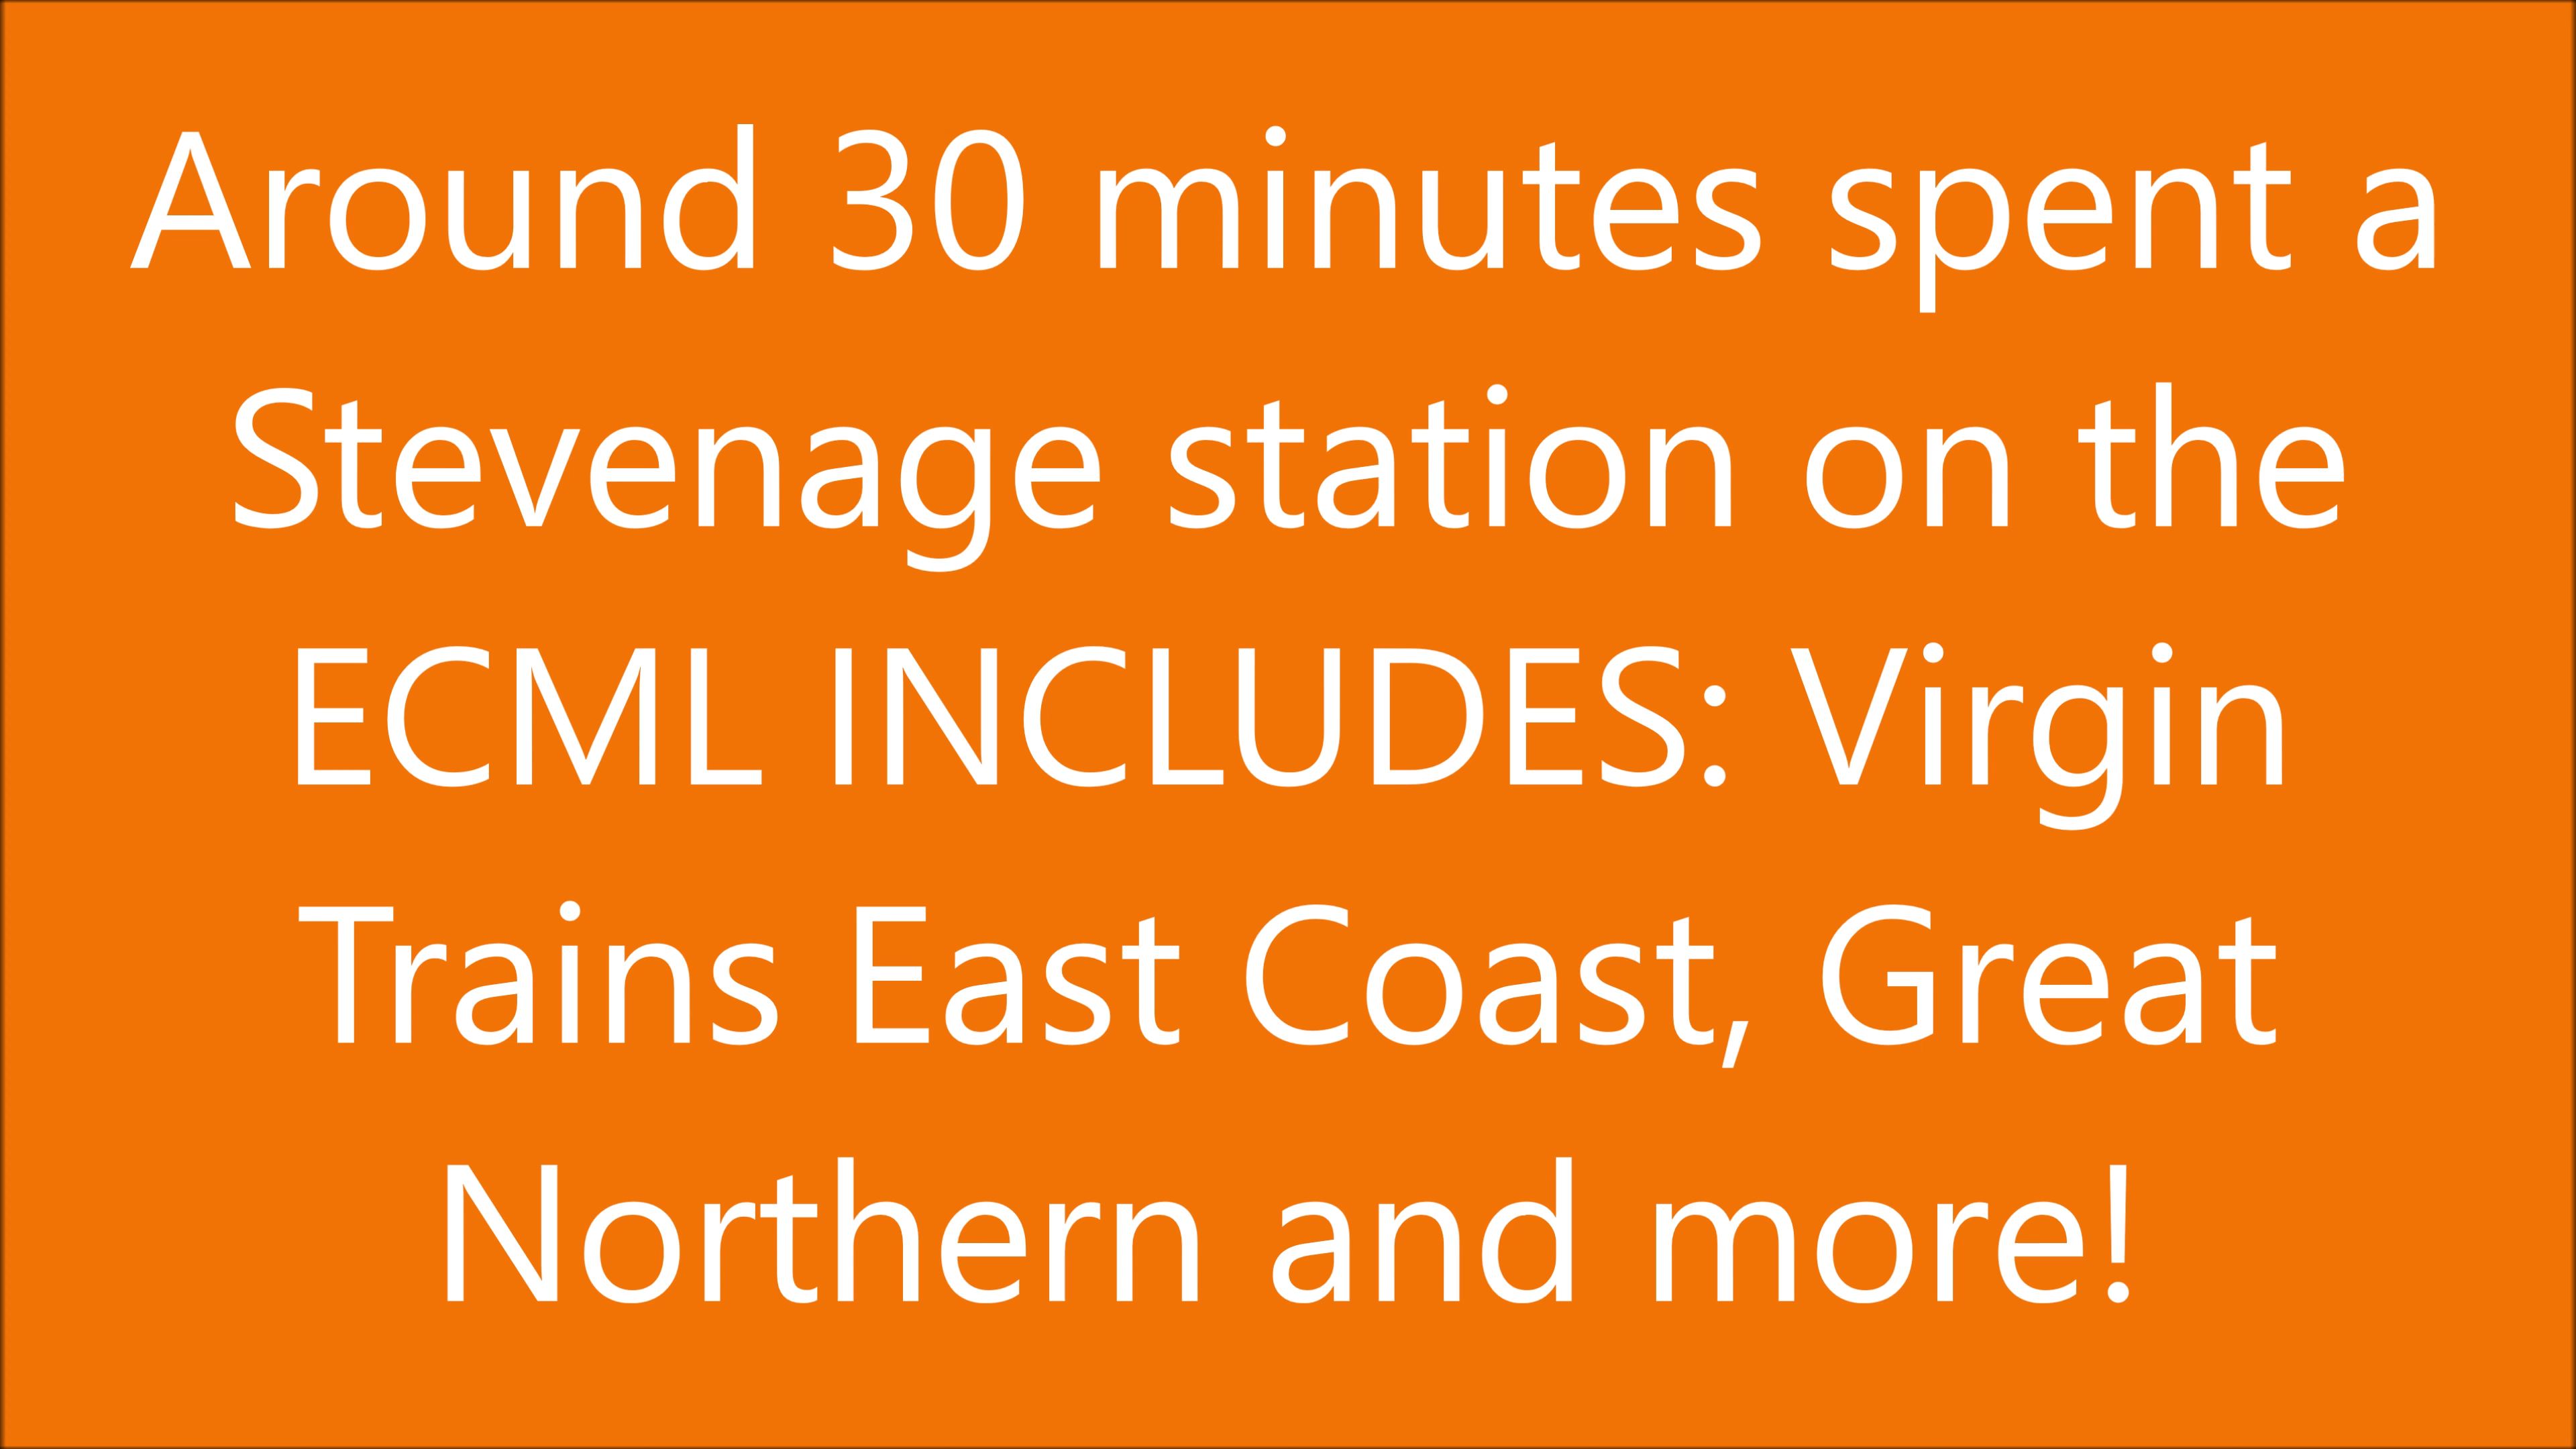 Around 30 minutes spent a
Stevenage station on the
ECML INCLUDES: Virgin
Trains East Coast, Great
Northern and more!